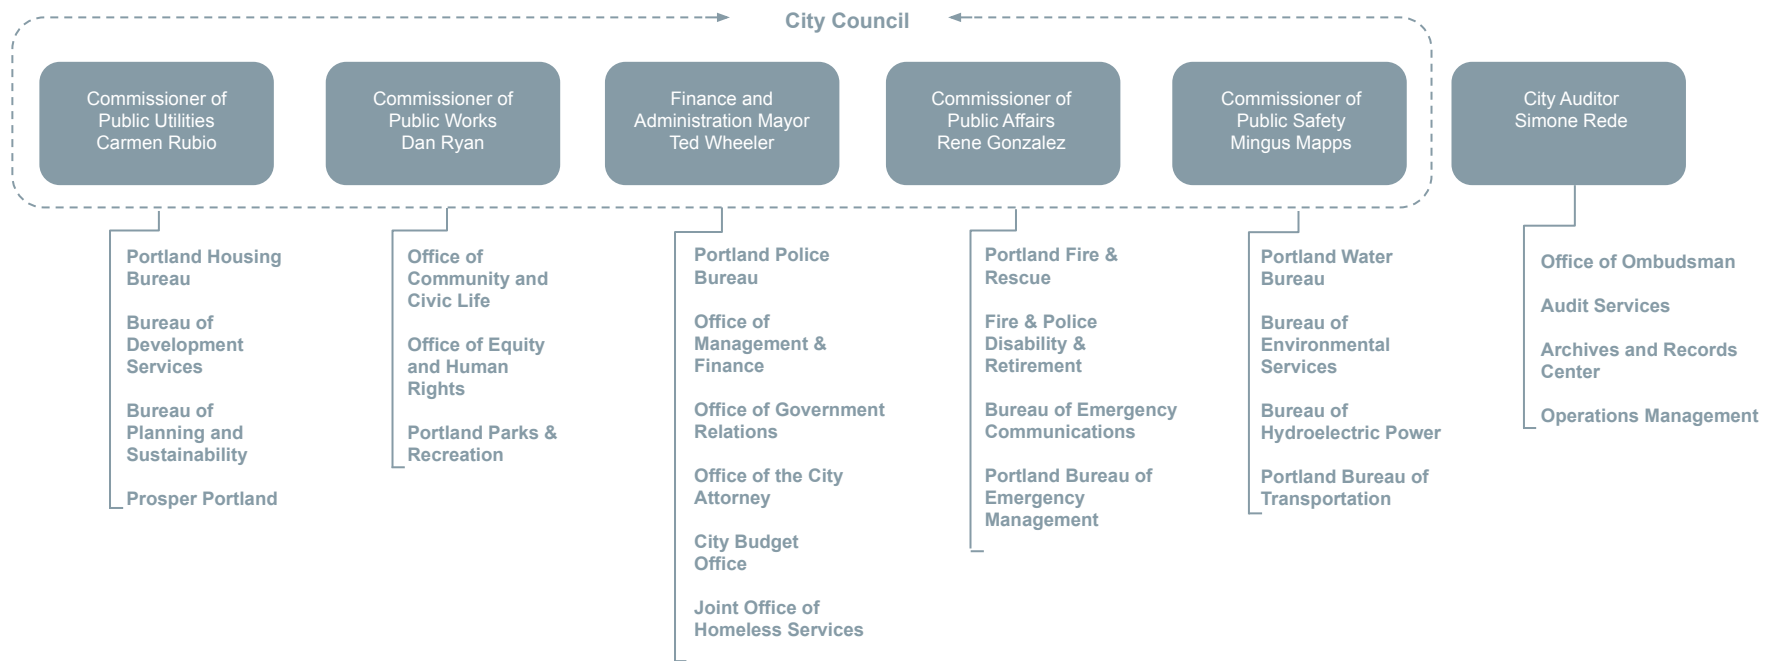 City Council
Commissioner of
Public Utilities
Carmen Rubio
Commissioner of
Public Works
Dan Ryan
Finance and
Administration Mayor
Ted Wheeler
Commissioner of
Public Affairs
Rene Gonzalez
Commissioner of
Public Safety
Mingus Mapps
City Auditor
Simone Rede
Portland Housing
Bureau
Bureau of
Development
Services
Bureau of
Planning and
Sustainability
Prosper Portland
Office of
Community and
Civic Life
Office of Equity
and Human
Rights
Portland Parks &
Recreation
Portland Police
Bureau
Office of
Management &
Finance
Office of Government
Relations
Office of the City
Attorney
City Budget
Office
Joint Office of
Homeless Services
Portland Fire &
Rescue
Fire & Police
Disability &
Retirement
Bureau of Emergency
Communications
Portland Bureau of
Emergency
Management
Portland Water
Bureau
Bureau of
Environmental
Services
Bureau of
Hydroelectric Power
Portland Bureau of
Transportation
Office of Ombudsman
Audit Services
Archives and Records
Center
Operations Management